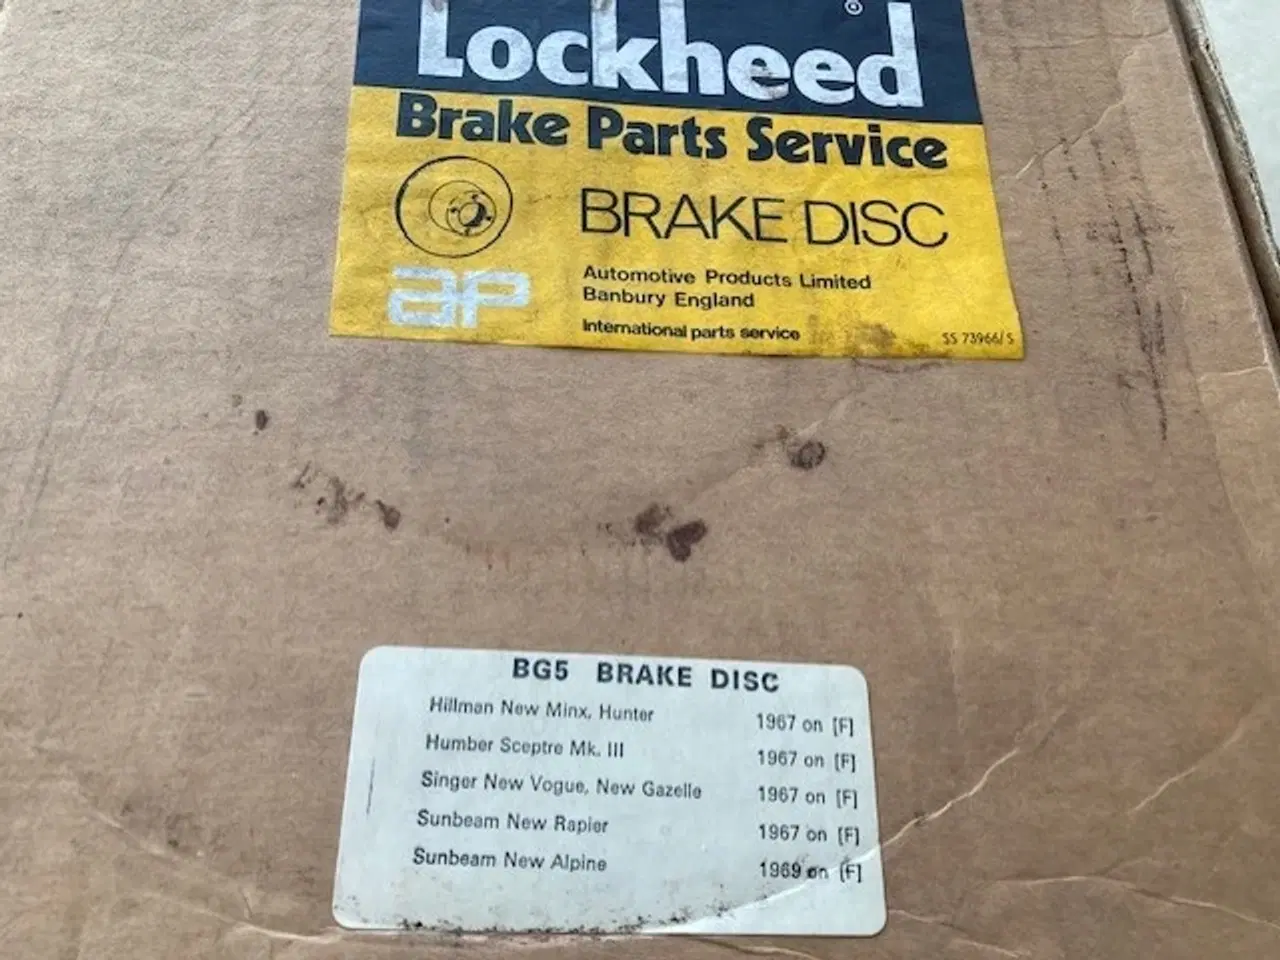 Lockheed ®
Brake Parts Service
BRAKE DISC
ap
Automotive Products Limited
Banbury England
International parts service
SS 73966/S
BG5 BRAKE DISC
Hillman New Minx, Hunter 1967 on [F]
Humber Sceptre Mk. III 1967 on [F]
Singer New Vogue, New Gazelle 1967 on [F]
Sunbeam New Rapier 1967 on [F]
Sunbeam New Alpine 1969 on [F]